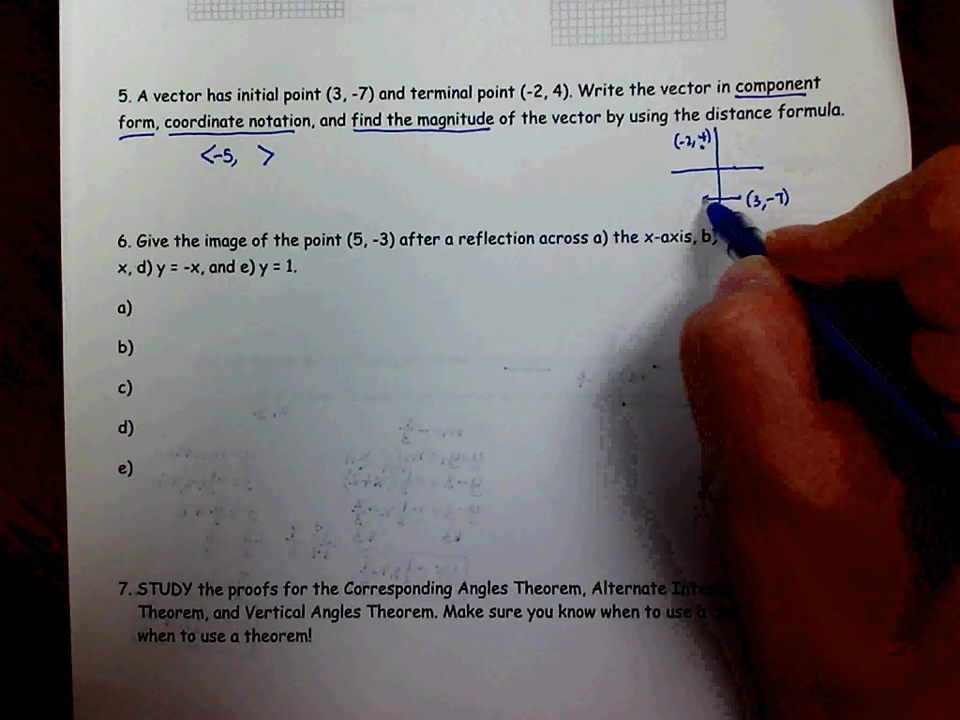 5. A vector has initial point (3, -7) and terminal point (-2, 4). Write the vector in component
form, coordinate notation, and find the magnitude of the vector by using the distance formula.
<-5, >
(-2, 4)
(3, -7)
6. Give the image of the point (5, -3) after a reflection across a) the x-axis, b)
x, d) y = -x, and e) y = 1.
a)
b)
c)
d)
e)
7. STUDY the proofs for the Corresponding Angles Theorem, Alternate
Theorem, and Vertical Angles Theorem. Make sure you know when to use a
when to use a theorem!